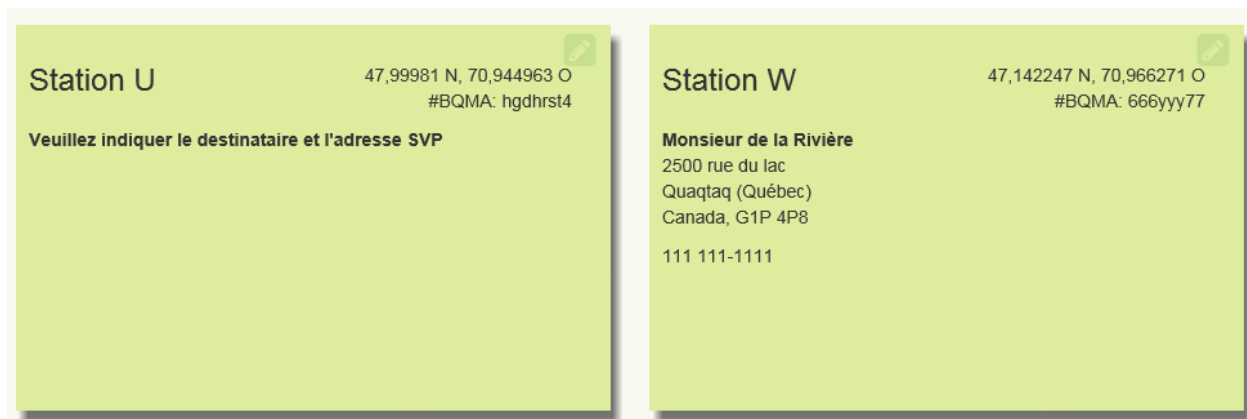 Station U
47,99981 N, 70,944963 O
#BQMA: hgdhrst4
Veuillez indiquer le destinataire et l'adresse SVP
Station W
47,142247 N, 70,966271 O
#BQMA: 666yyy77
Monsieur de la Rivière
2500 rue du lac
Quaqtaq (Québec)
Canada, G1P 4P8
111 111-1111